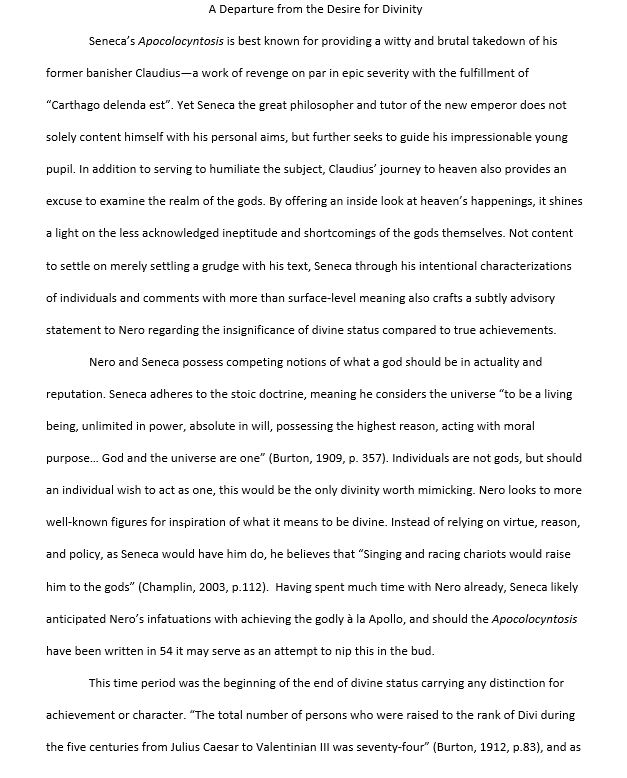 A Departure from the Desire for Divinity
Seneca’s Apocolocyntosis is best known for providing a witty and brutal takedown of his
former banisher Claudius—a work of revenge on par in epic severity with the fulfillment of
“Carthago delenda est”. Yet Seneca the great philosopher and tutor of the new emperor does not
solely content himself with his personal aims, but further seeks to guide his impressionable young
pupil. In addition to serving to humiliate the subject, Claudius’ journey to heaven also provides an
excuse to examine the realm of the gods. By offering an inside look at heaven’s happenings, it shines
a light on the less acknowledged ineptitude and shortcomings of the gods themselves. Not content
to settle on merely settling a grudge with his text, Seneca through his intentional characterizations
of individuals and comments with more than surface-level meaning also crafts a subtly advisory
statement to Nero regarding the insignificance of divine status compared to true achievements.
Nero and Seneca possess competing notions of what a god should be in actuality and
reputation. Seneca adheres to the stoic doctrine, meaning he considers the universe “to be a living
being, unlimited in power, absolute in will, possessing the highest reason, acting with moral
purpose… God and the universe are one” (Burton, 1909, p. 357). Individuals are not gods, but should
an individual wish to act as one, this would be the only divinity worth mimicking. Nero looks to more
well-known figures for inspiration of what it means to be divine. Instead of relying on virtue, reason,
and policy, as Seneca would have him do, he believes that “Singing and racing chariots would raise
him to the gods” (Champlin, 2003, p.112).  Having spent much time with Nero already, Seneca likely
anticipated Nero’s infatuations with achieving the godly à la Apollo, and should the Apocolocyntosis
have been written in 54 it may serve as an attempt to nip this in the bud.
This time period was the beginning of the end of divine status carrying any distinction for
achievement or character. “The total number of persons who were raised to the rank of Divi during
the five centuries from Julius Caesar to Valentinian III was seventy-four” (Burton, 1912, p.83), and as